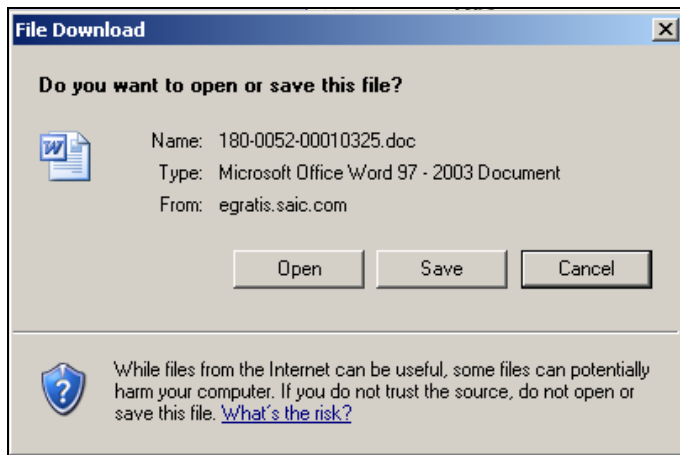 File Download
Do you want to open or save this file?
Name: 180-0052-00010325.doc
Type: Microsoft Office Word 97 - 2003 Document
From: egratis.saic.com
Open Save Cancel
While files from the Internet can be useful, some files can potentially
harm your computer. If you do not trust the source, do not open or
save this file. What's the risk?